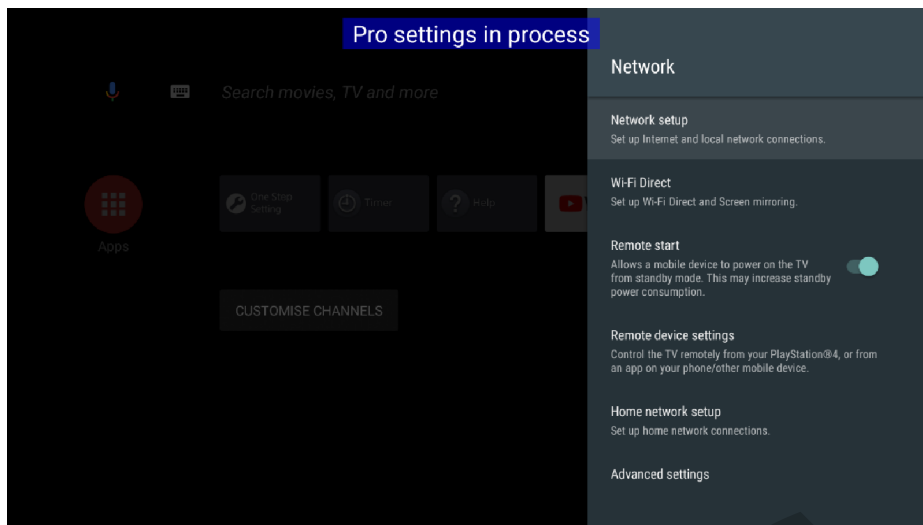 Pro settings in process
Search movies, TV and more
One Stop
Setting
Timer
Help
Apps
CUSTOMISE CHANNELS
Network
Network setup
Set up Internet and local network connections.
Wi-Fi Direct
Set up Wi-Fi Direct and Screen mirroring.
Remote start
Allows a mobile device to power on the TV
from standby mode. This may increase standby
power consumption.
Remote device settings
Control the TV remotely from your PlayStation®4, or from
an app on your phone/other mobile device.
Home network setup
Set up home network connections.
Advanced settings